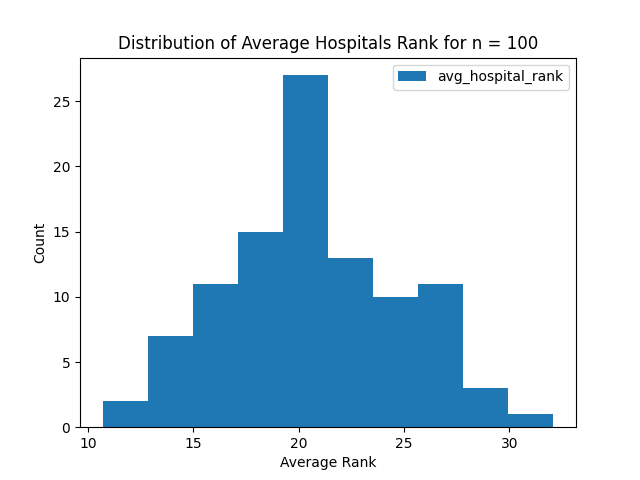 Distribution of Average Hospitals Rank for n = 100
avg_hospital_rank
25
20
15
10
5
0
Count
10 15 20 25 30
Average Rank